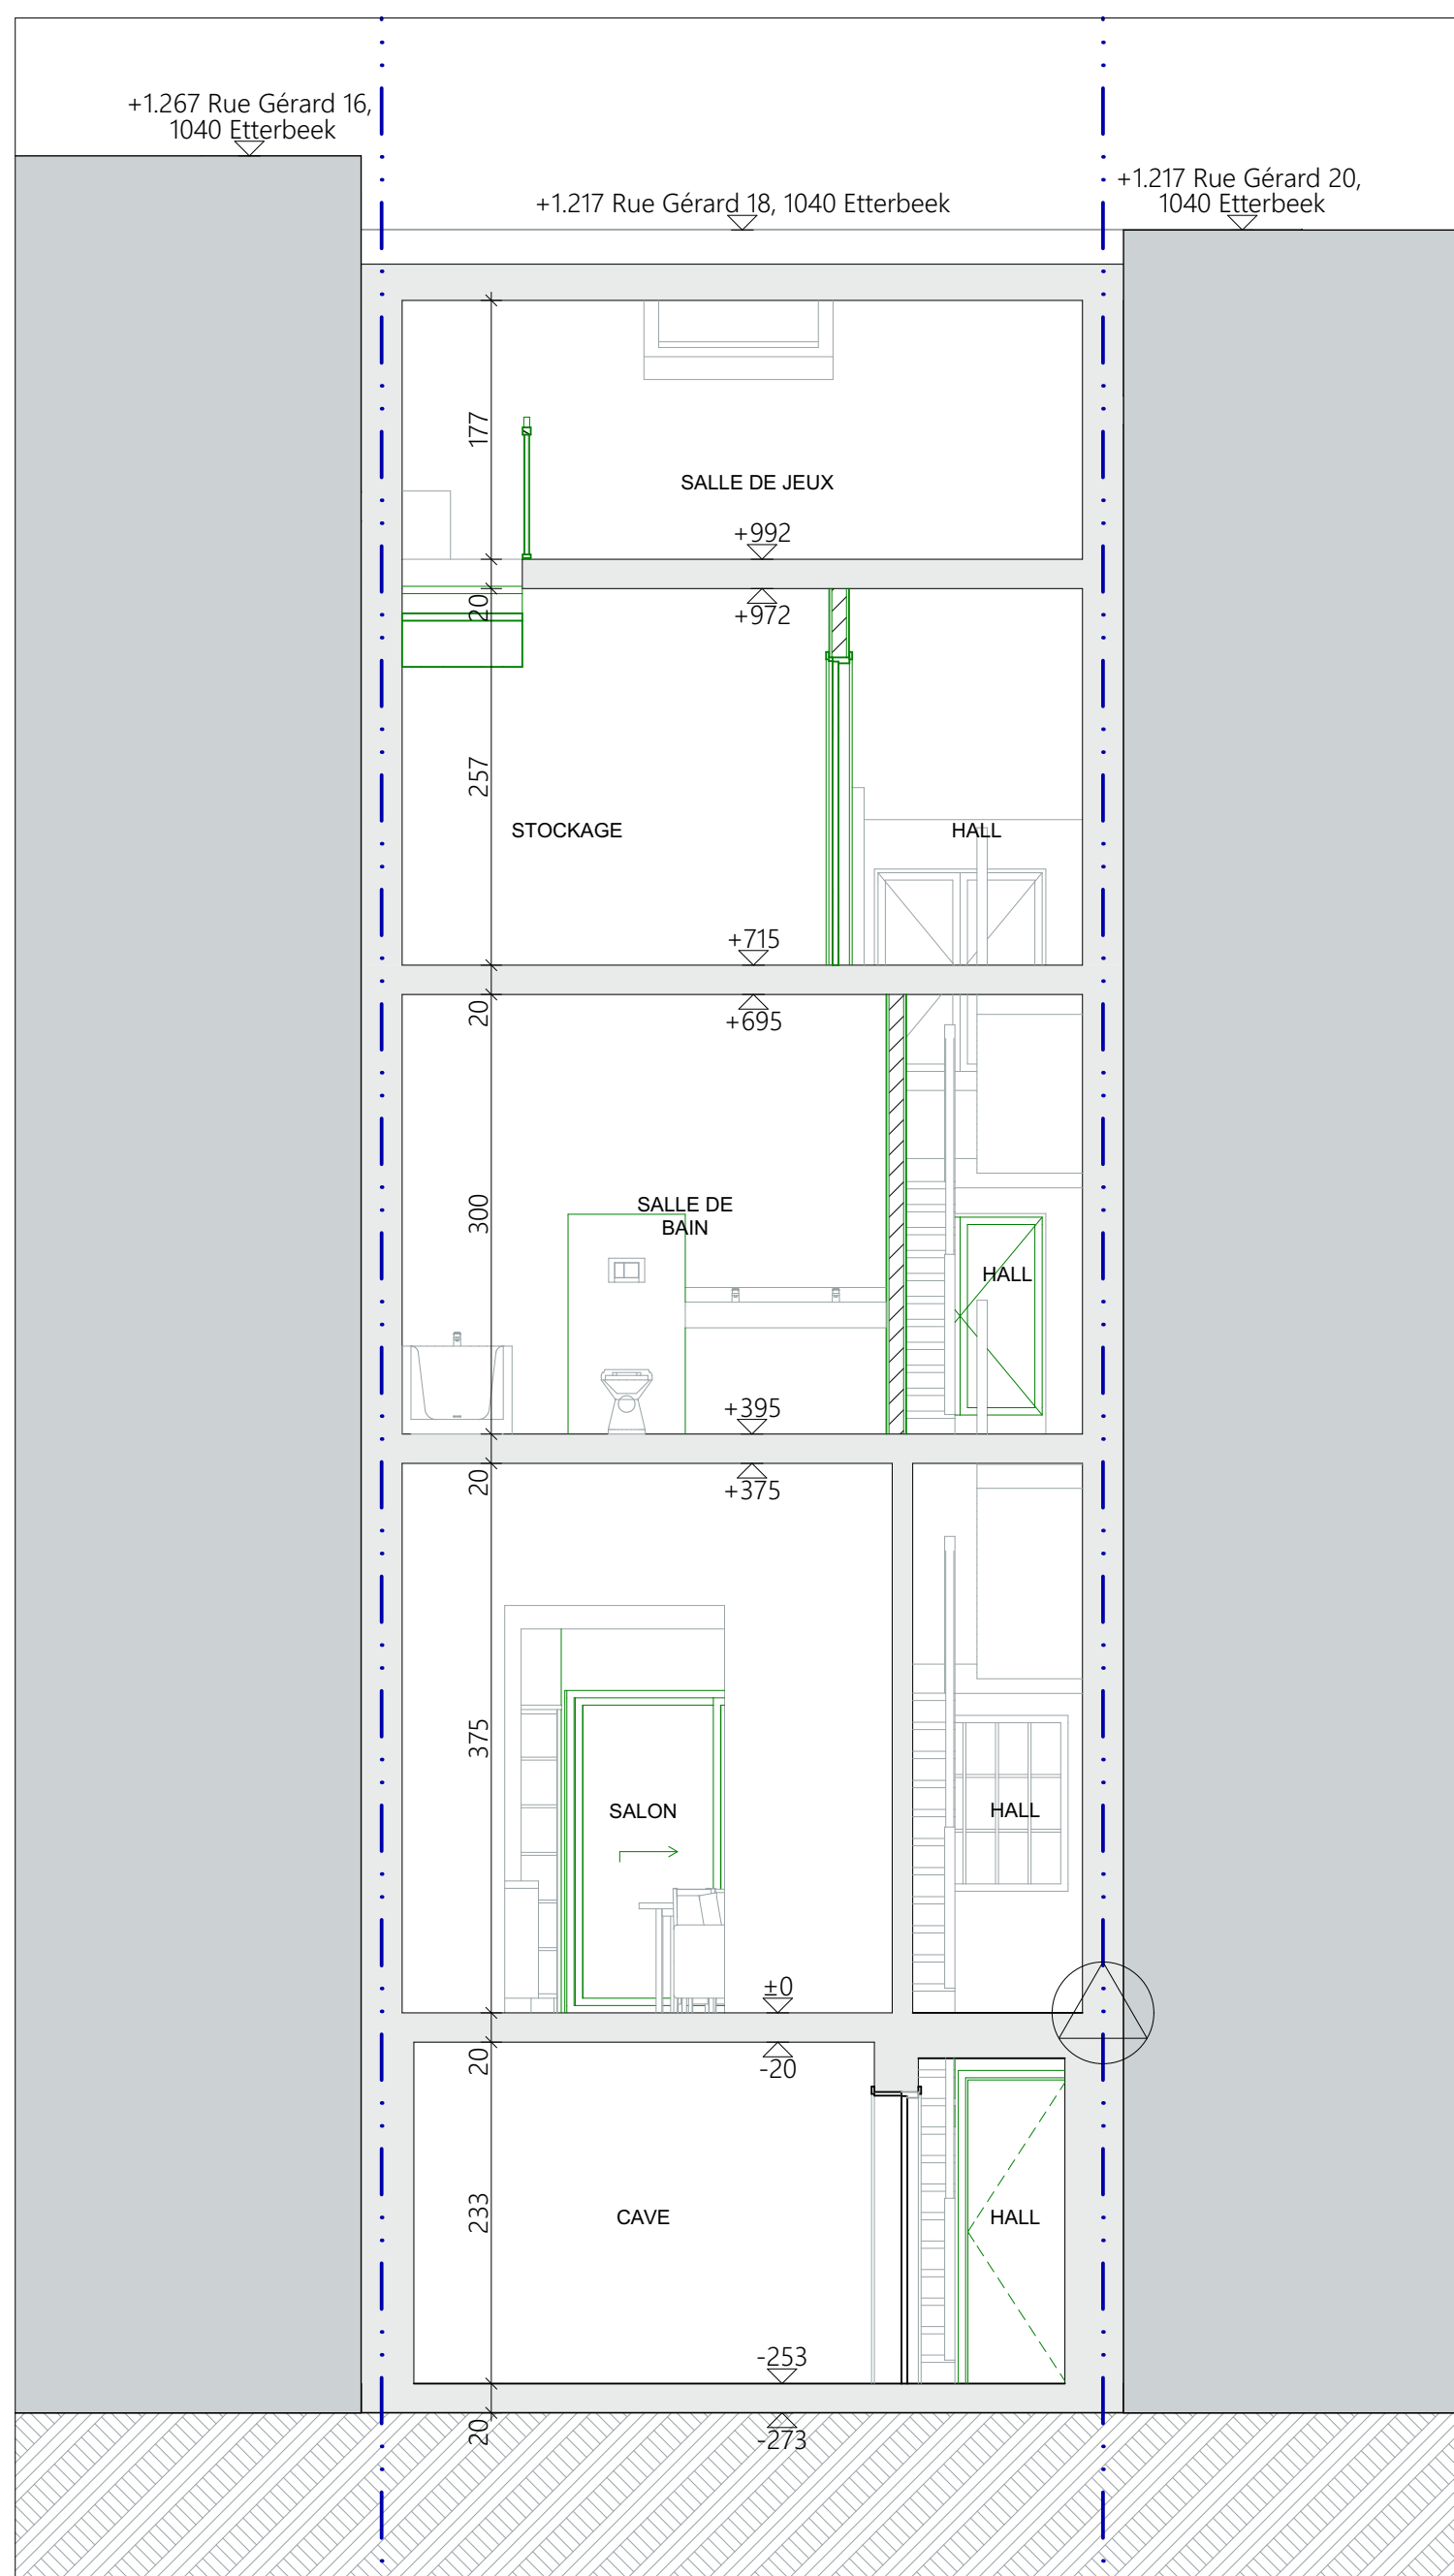 +1.267 Rue Gérard 16,
1040 Etterbeek
+1.217 Rue Gérard 20,
1040 Etterbeek
+1.217 Rue Gérard 18, 1040 Etterbeek
177
SALLE DE JEUX
+992
20
+972
257
STOCKAGE
HALL
+715
20
+695
300
SALLE DE
BAIN
HALL
+395
20
+375
375
SALON
HALL
±0
20
-20
233
CAVE
HALL
-253
20
-273